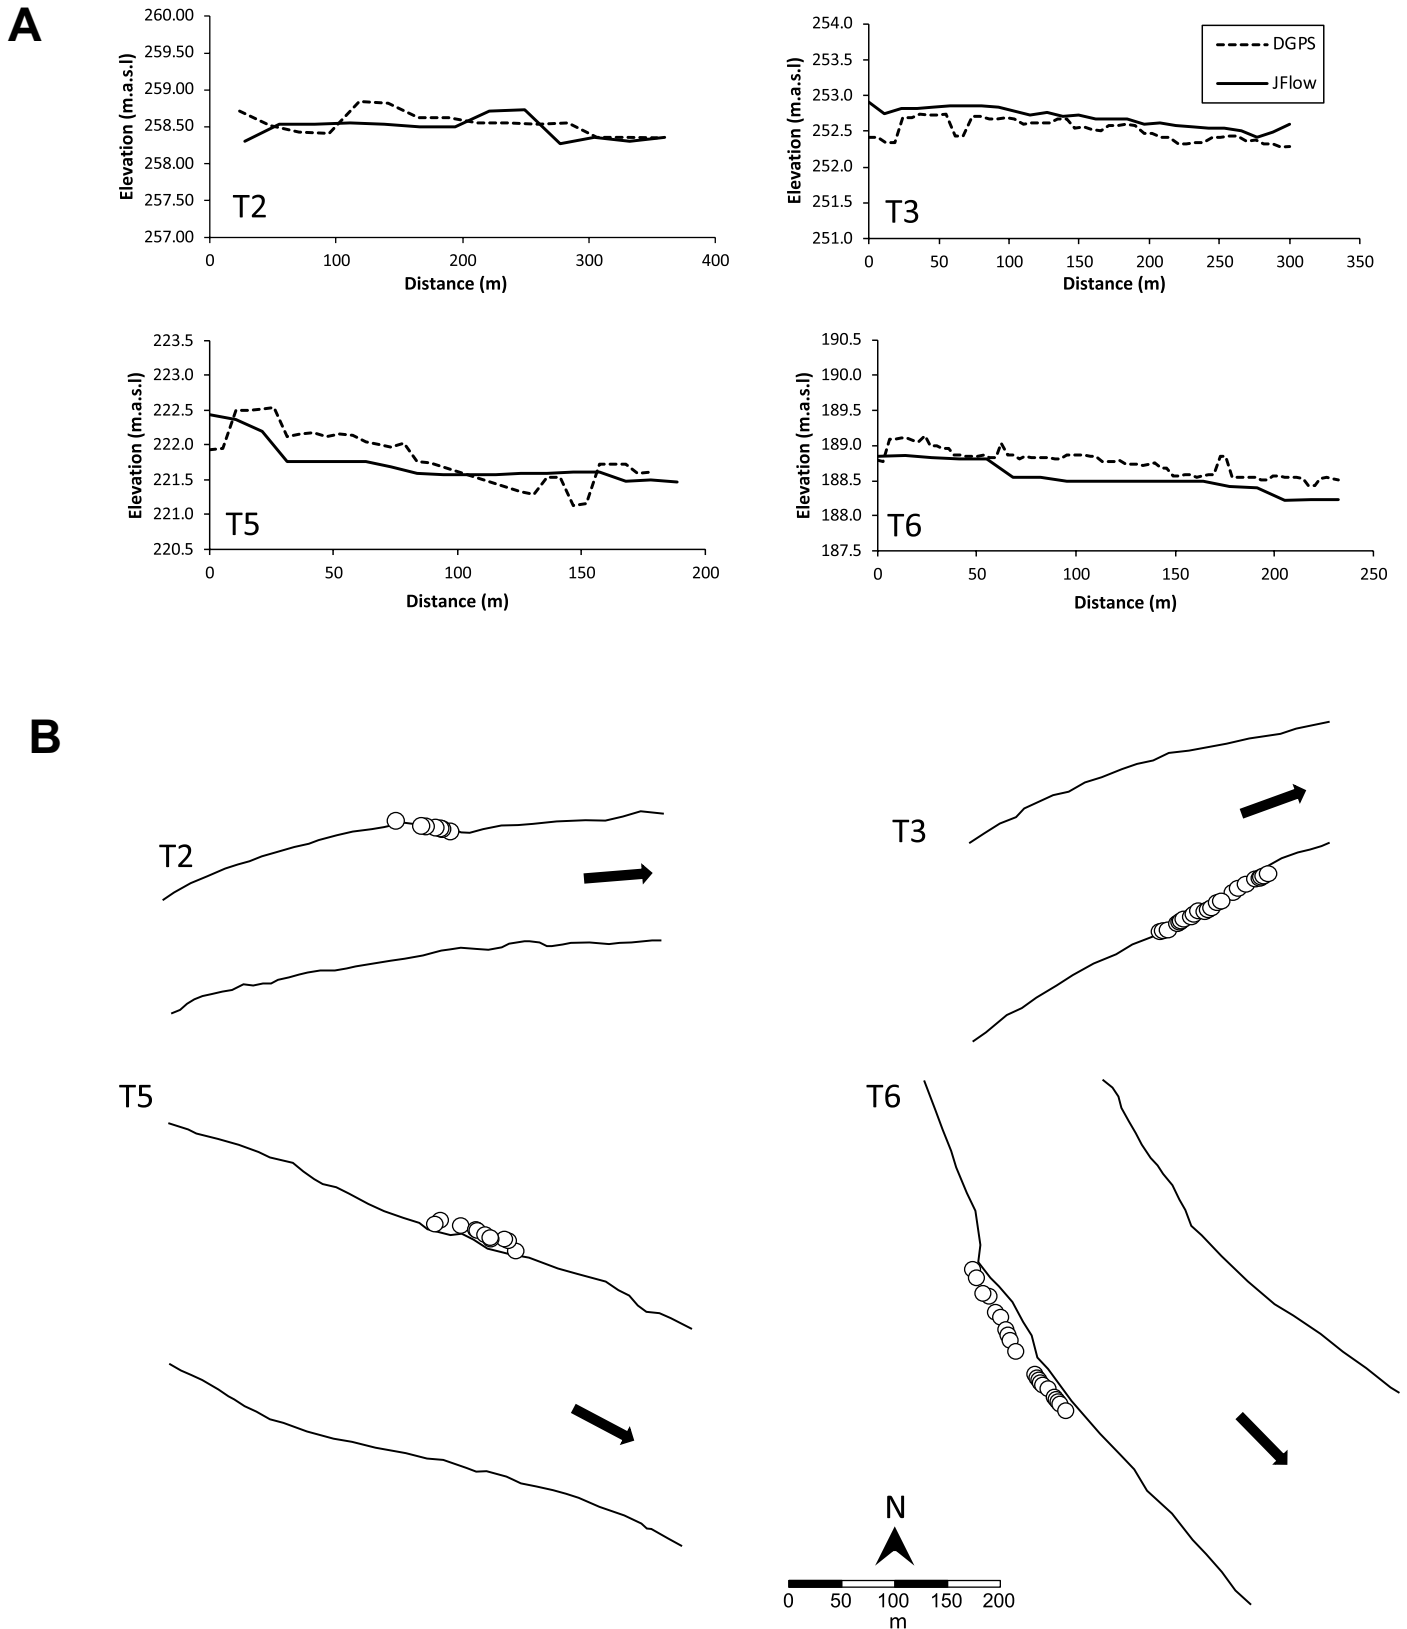 A
260.00
259.50
259.00
258.50
258.00
257.50
257.00
Elevation (m.a.s.l)
T2
0 100 200 300 400
Distance (m)
254.0
253.5
253.0
252.5
252.0
251.5
251.0
Elevation (m.a.s.l)
DGPS
JFlow
T3
0 50 100 150 200 250 300 350
Distance (m)
223.5
223.0
222.5
222.0
221.5
221.0
220.5
Elevation (m.a.s.l)
T5
0 50 100 150 200
Distance (m)
190.5
190.0
189.5
189.0
188.5
188.0
187.5
Elevation (m.a.s.l)
T6
0 50 100 150 200 250
Distance (m)
B
T2
T3
T5
T6
N
0 50 100 150 200
m